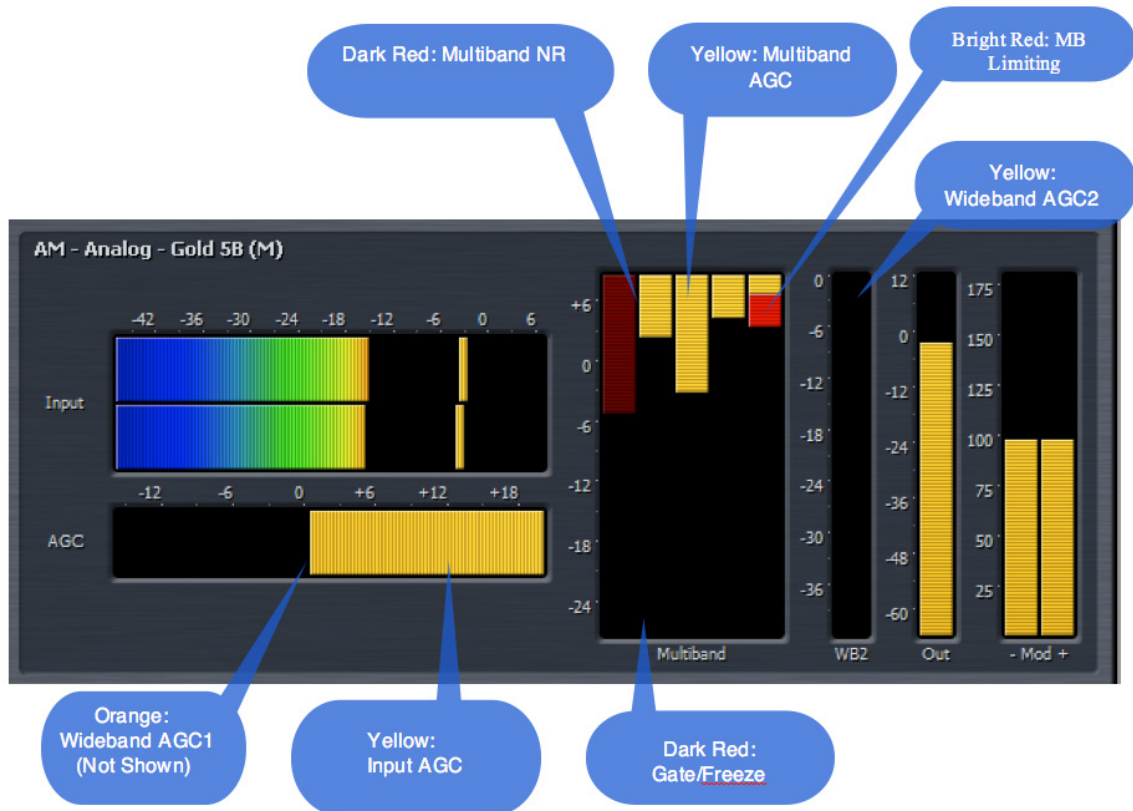 Dark Red: Multiband NR
Yellow: Multiband
AGC
Bright Red: MB
Limiting
Yellow:
Wideband AGC2
AM - Analog - Gold 5B (M)
-42 -36 -30 -24 -18 -12 -6 0 6
Input
-12 -6 0 +6 +12 +18
AGC
+6
0
-6
-12
-18
-24
Multiband
0
-6
-12
-18
-24
-30
-36
WB2
12
0
-12
-24
-36
-48
-60
Out
175
150
125
100
75
50
25
- Mod +
Orange:
Wideband AGC1
(Not Shown)
Yellow:
Input AGC
Dark Red:
Gate/Freeze